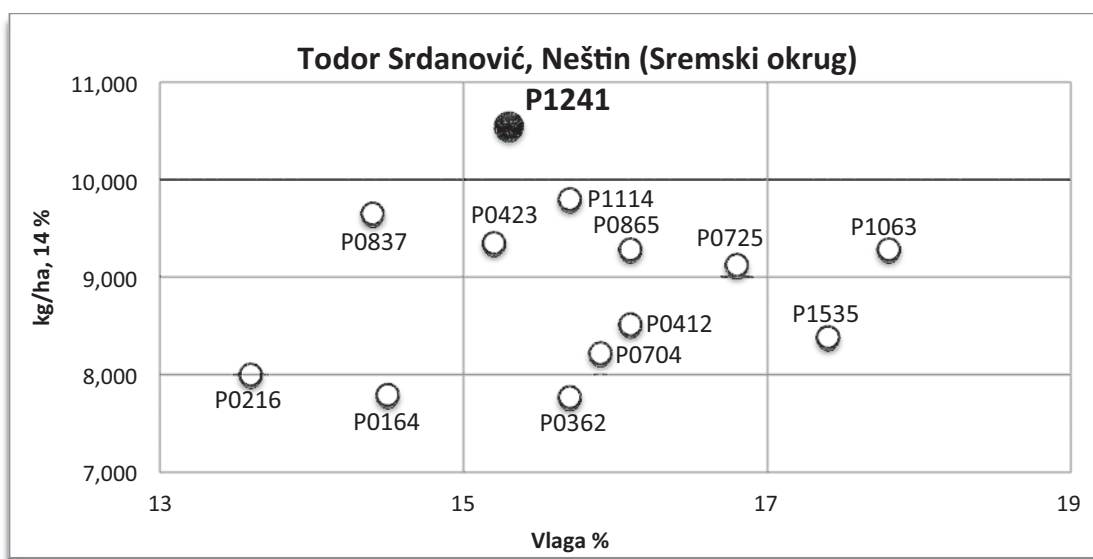 Todor Srdanović, Neštin (Sremski okrug)
11,000
P1241
10,000
P1114
P0423
P0865
P0725
P1063
P0837
kg/ha, 14 %
9,000
P0412
P1535
P0704
8,000
P0216
P0164
P0362
7,000
13
15
17
19
Vlaga %